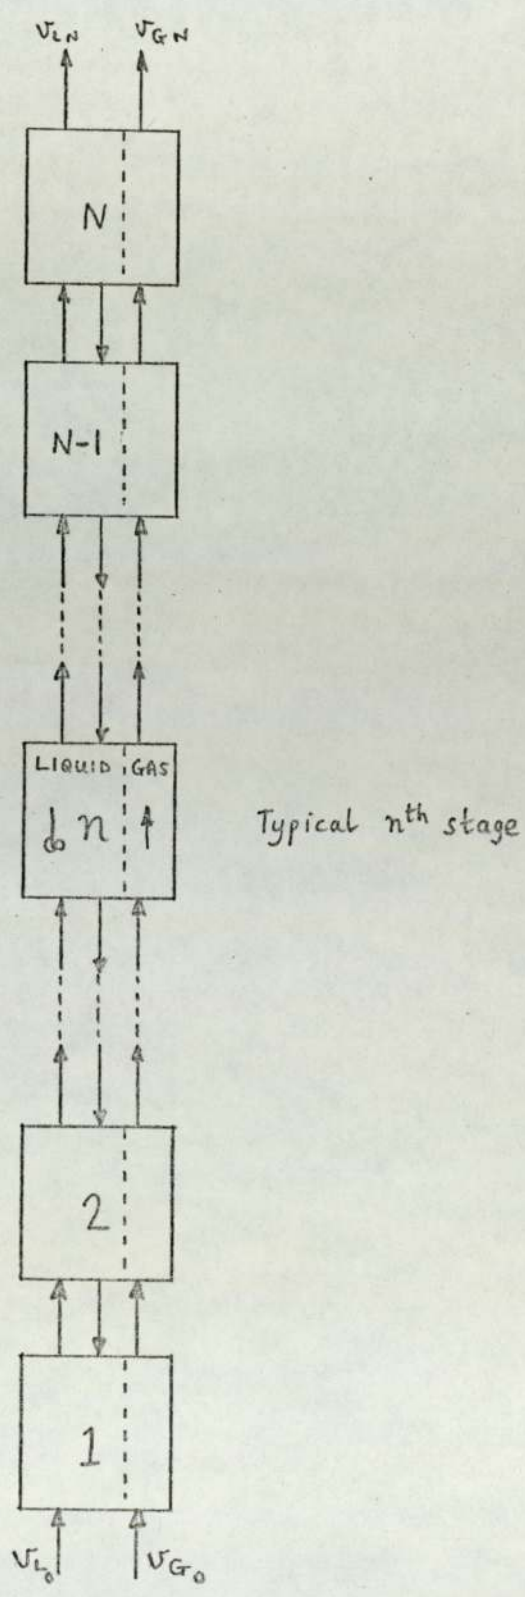 v_LN v_GN
N
N-1
LIQUID GAS
n
Typical nth stage
2
1
v_L0 v_G0